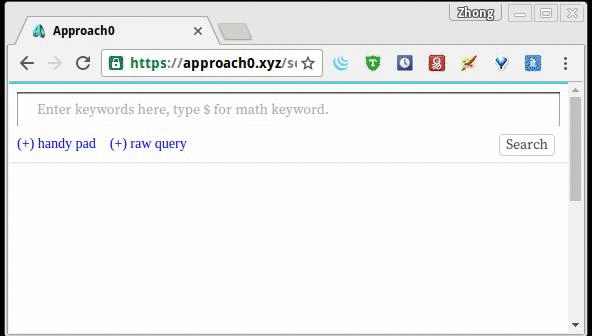 Zhong
Approach0
https://approach0.xyz/s
Enter keywords here, type $ for math keyword.
(+) handy pad (+) raw query
Search